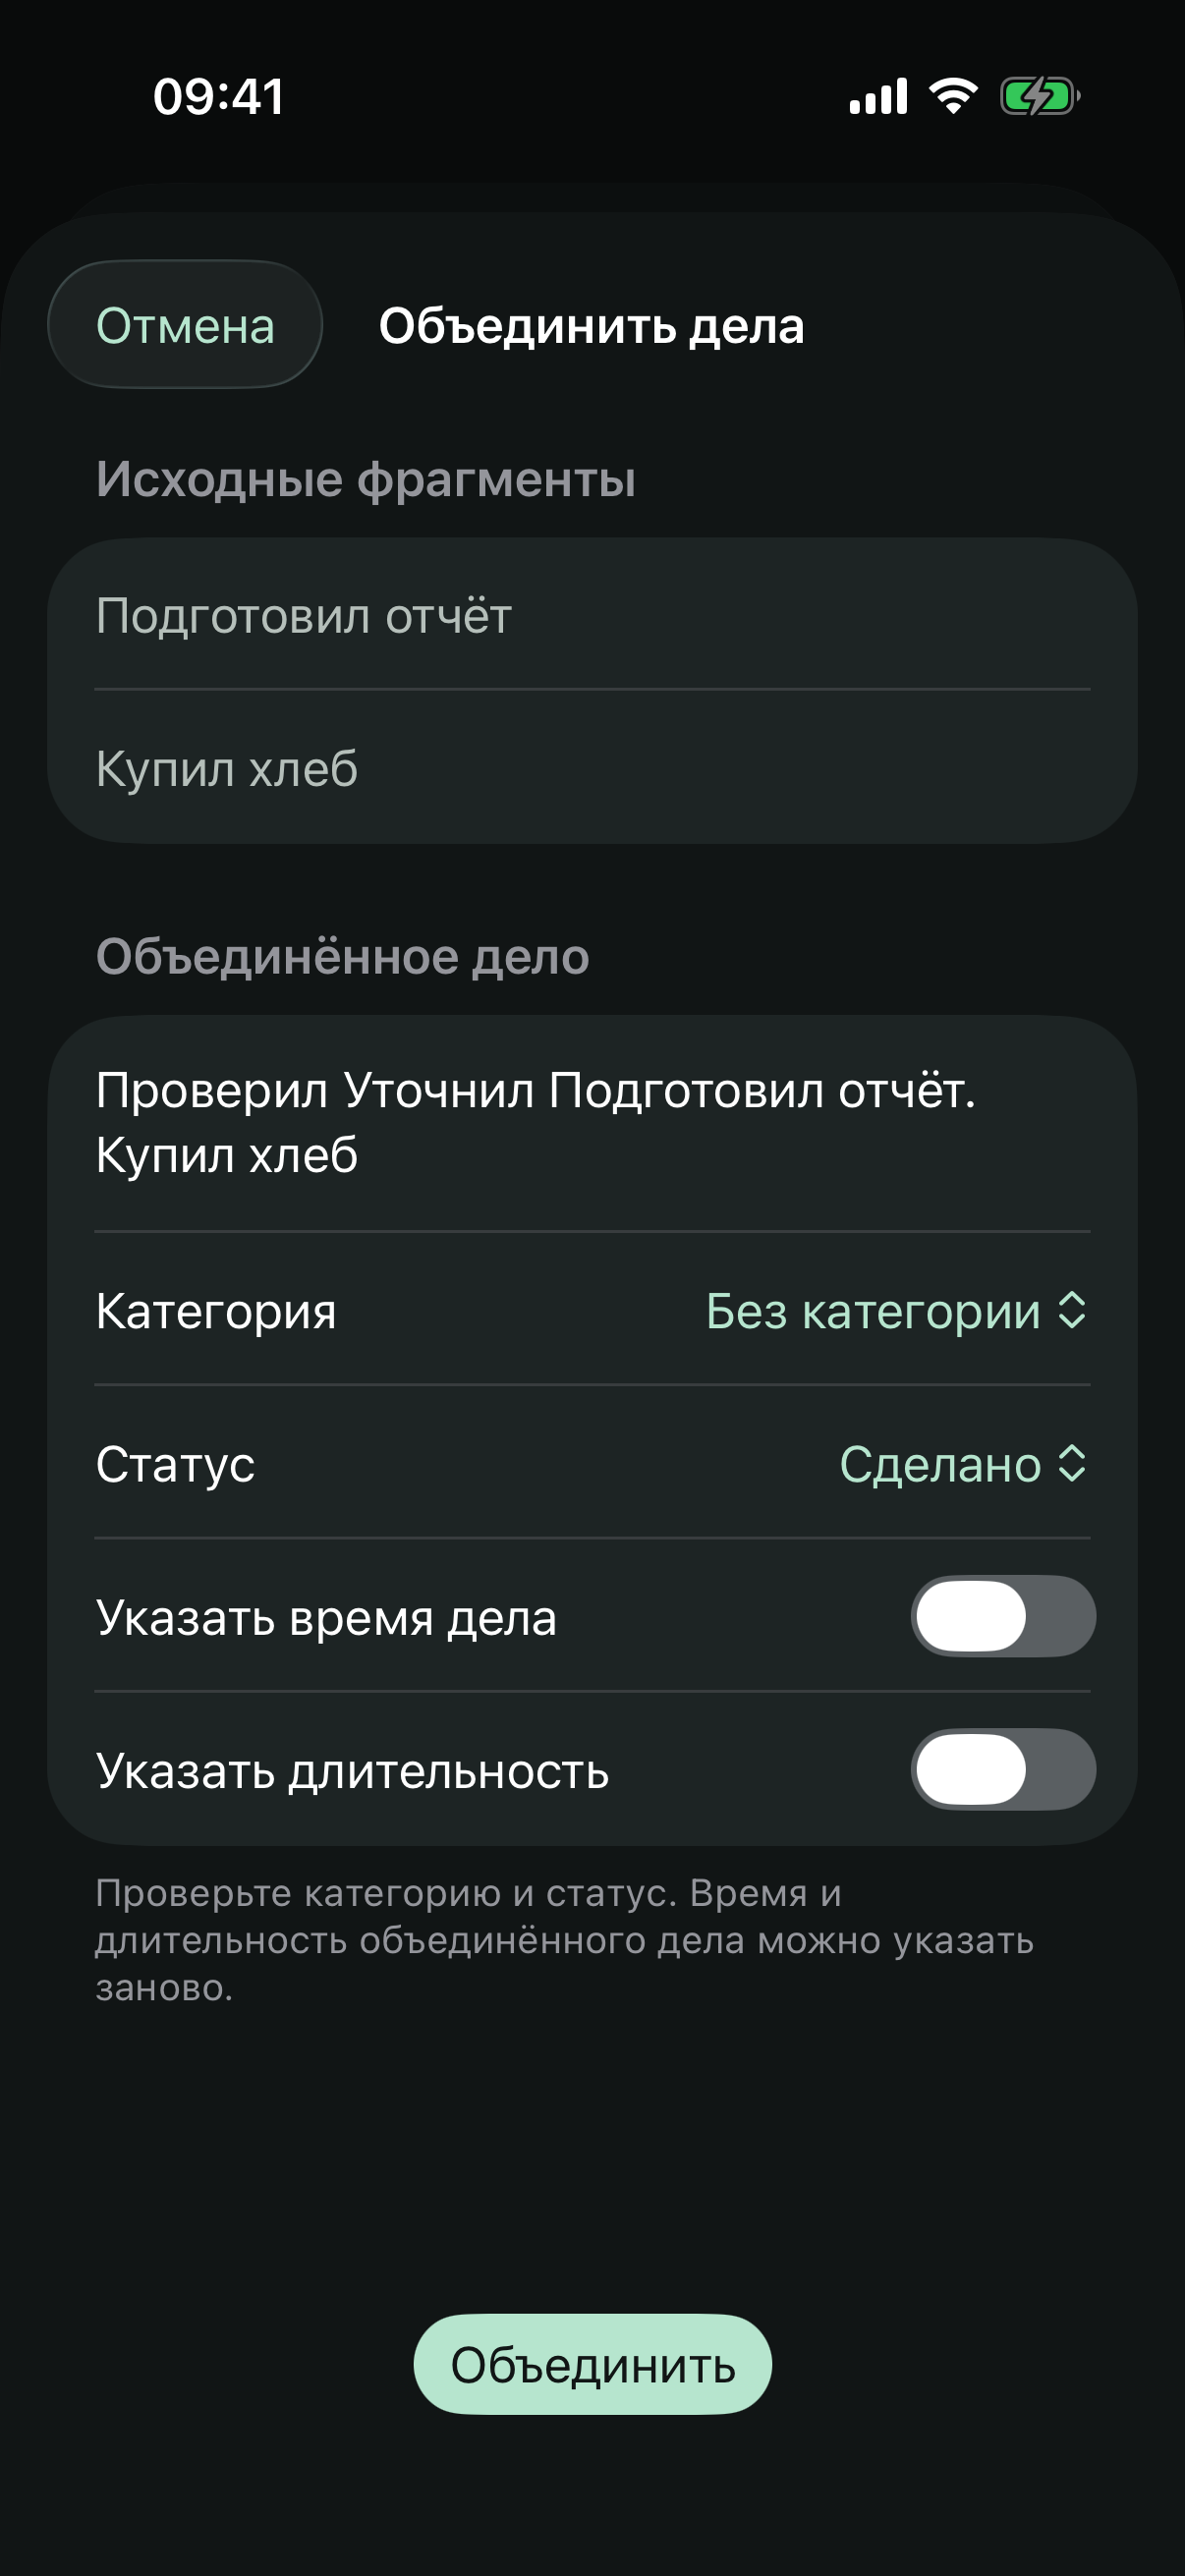 09:41
Отмена
Объединить дела
Исходные фрагменты
Подготовил отчёт
Купил хлеб
Объединённое дело
Проверил Уточнил Подготовил отчёт.
Купил хлеб
Категория
Без категории
Статус
Сделано
Указать время дела
Указать длительность
Проверьте категорию и статус. Время и
длительность объединённого дела можно указать
заново.
Объединить